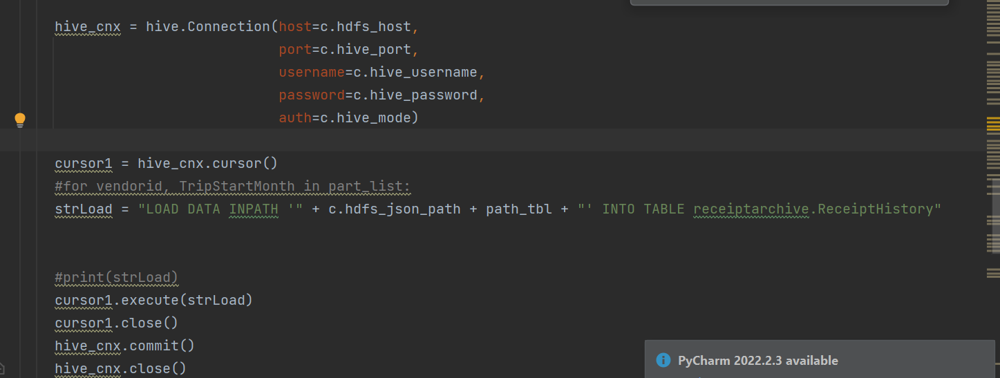 hive_cnx = hive.Connection(host=c.hdfs_host,
port=c.hive_port,
username=c.hive_username,
password=c.hive_password,
auth=c.hive_mode)
cursor1 = hive_cnx.cursor()
#for vendorid, TripStartMonth in part_list:
strLoad = "LOAD DATA INPATH '" + c.hdfs_json_path + path_tbl + "' INTO TABLE receiptarchive.ReceiptHistory"
#print(strLoad)
cursor1.execute(strLoad)
cursor1.close()
hive_cnx.commit()
hive_cnx.close()
PyCharm 2022.2.3 available